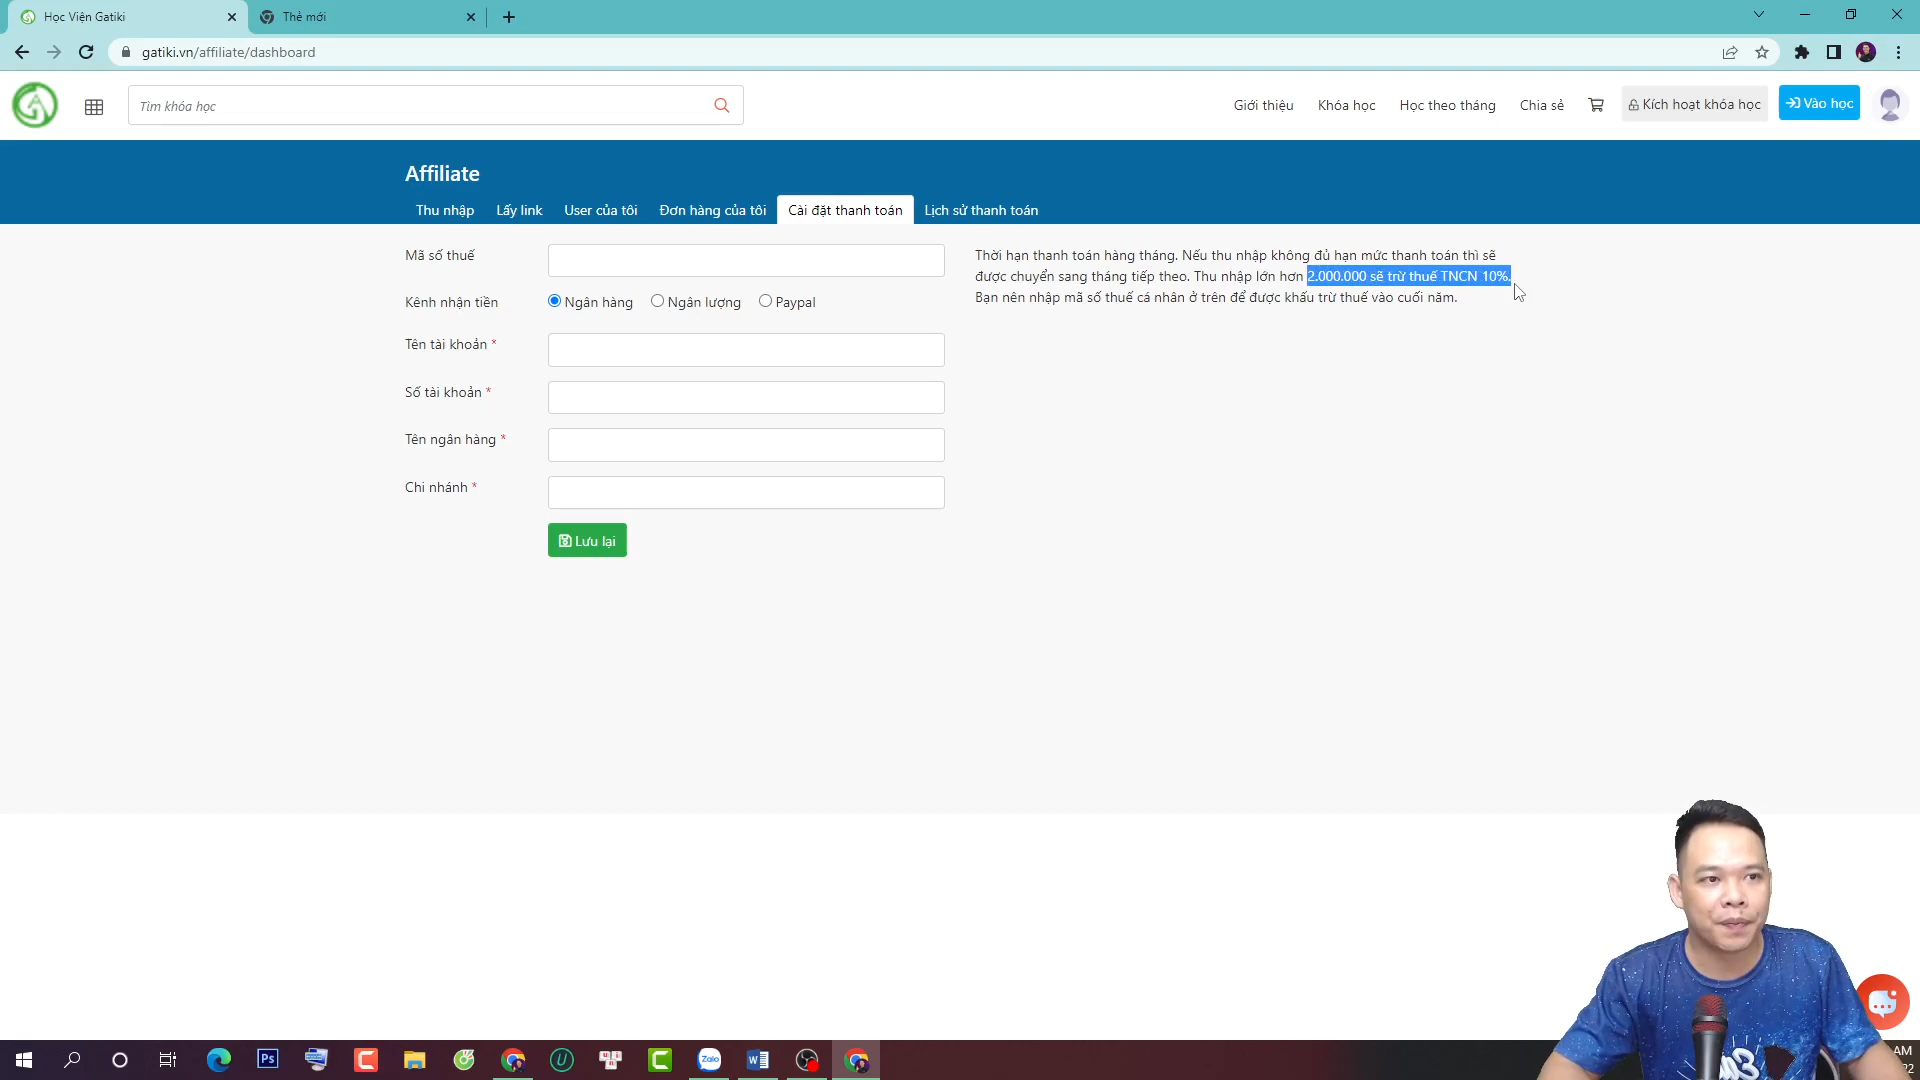 Học Viện Gatiki
Thẻ mới
gatiki.vn/affiliate/dashboard
Tìm khóa học
Giới thiệu
Khóa học
Học theo tháng
Chia sẻ
Kích hoạt khóa học
Vào học
Affiliate
Thu nhập
Lấy link
User của tôi
Đơn hàng của tôi
Cài đặt thanh toán
Lịch sử thanh toán
Mã số thuế
Thời hạn thanh toán hàng tháng. Nếu thu nhập không đủ hạn mức thanh toán thì sẽ
được chuyển sang tháng tiếp theo. Thu nhập lớn hơn 2.000.000 sẽ trừ thuế TNCN 10%.
Bạn nên nhập mã số thuế cá nhân ở trên để được khấu trừ thuế vào cuối năm.
Kênh nhận tiền
Ngân hàng
Ngân lượng
Paypal
Tên tài khoản *
Số tài khoản *
Tên ngân hàng *
Chi nhánh *
Lưu lại
Ps
Zalo
AM